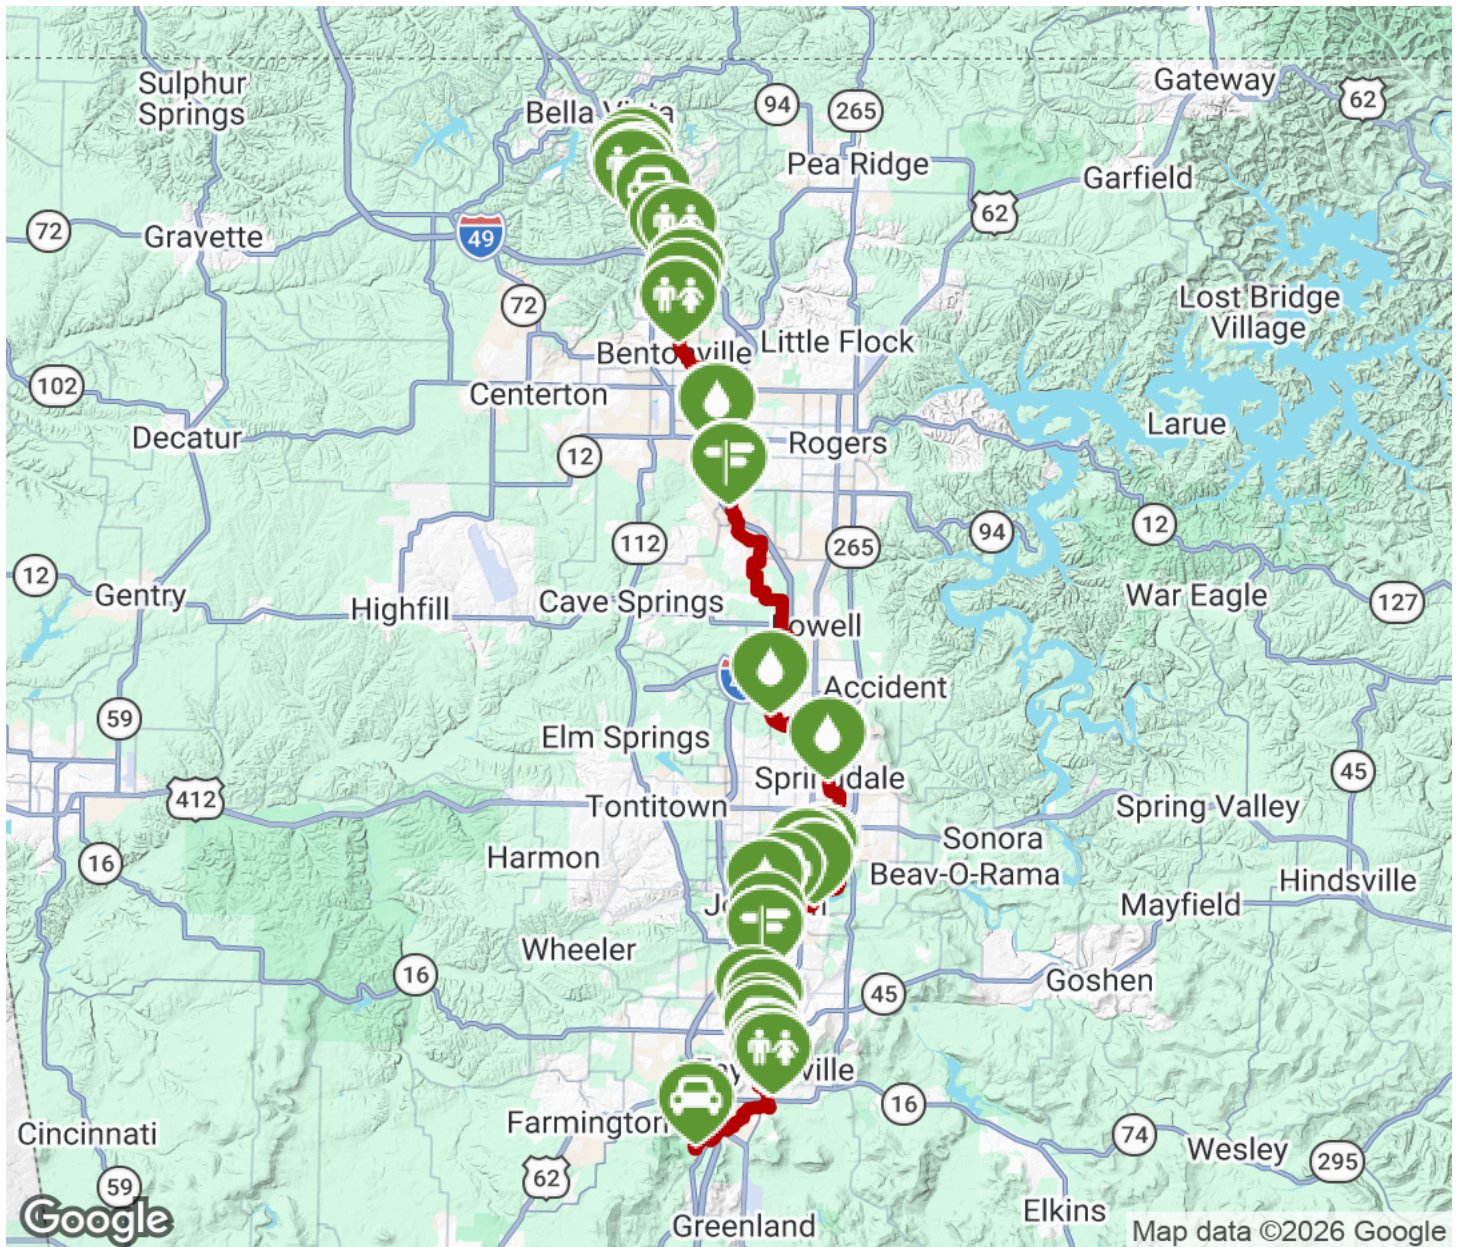 Sulphur
Springs
Bella Vista
94
265
Gateway
62
Pea Ridge
Garfield
72
Gravette
49
62
72
Lost Bridge
Village
Bentonville
Little Flock
102
Centerton
Decatur
12
Rogers
Larue
112
265
94
12
12
Gentry
Highfill
Cave Springs
War Eagle
127
owell
Accident
59
Elm Springs
Springdale
45
412
Tontitown
Spring Valley
16
Harmon
Sonora
Beav-O-Rama
Hindsville
Mayfield
Wheeler
16
45
Goshen
ville
16
Farmington
74
Cincinnati
Wesley
62
295
59
Elkins
Greenland
Google
Map data ©2026 Google